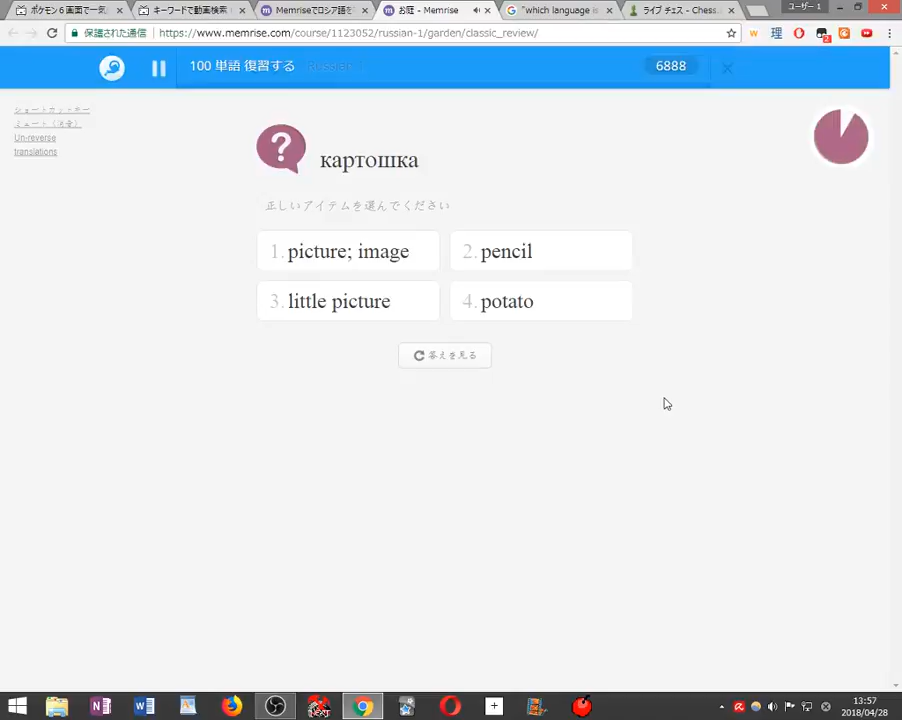 ポケモン６画面で一気
キーワードで動画検索
Memriseでロシア語を
お庭 - Memrise
"which language is
ライブ チェス - Chess.
ユーザー 1
保護された通信
https://www.memrise.com/course/1123052/russian-1/garden/classic_review/
100 単語 復習する
Russian 1
6888
ショートカットキー
ミュート (消音)
Un-reverse
translations
картошка
正しいアイテムを選んでください
1. picture; image
2. pencil
3. little picture
4. potato
答えを見る
13:57
2018/04/28